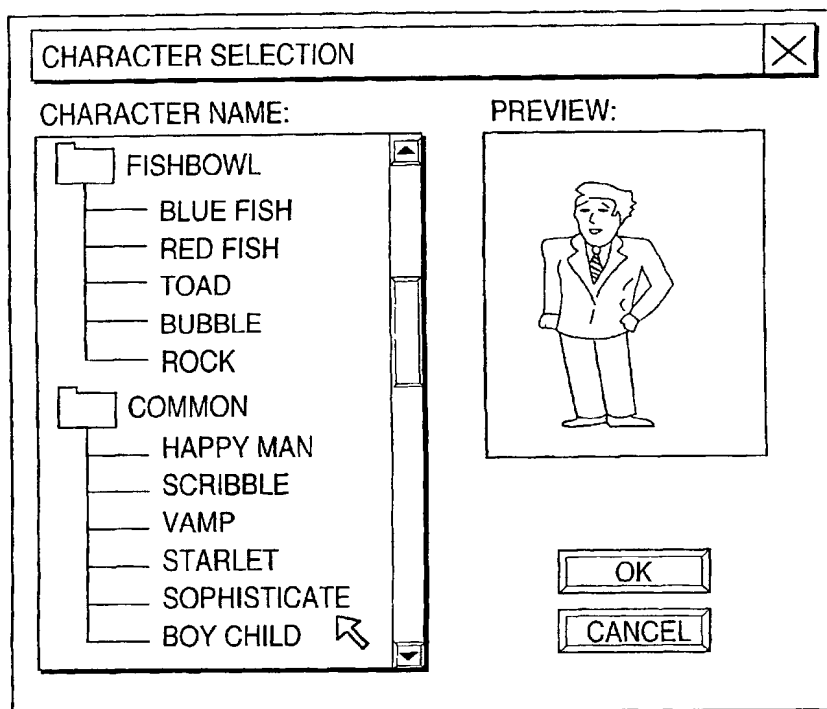 CHARACTER SELECTION
CHARACTER NAME:
FISHBOWL
BLUE FISH
RED FISH
TOAD
BUBBLE
ROCK
COMMON
HAPPY MAN
SCRIBBLE
VAMP
STARLET
SOPHISTICATE
BOY CHILD
PREVIEW:
OK
CANCEL